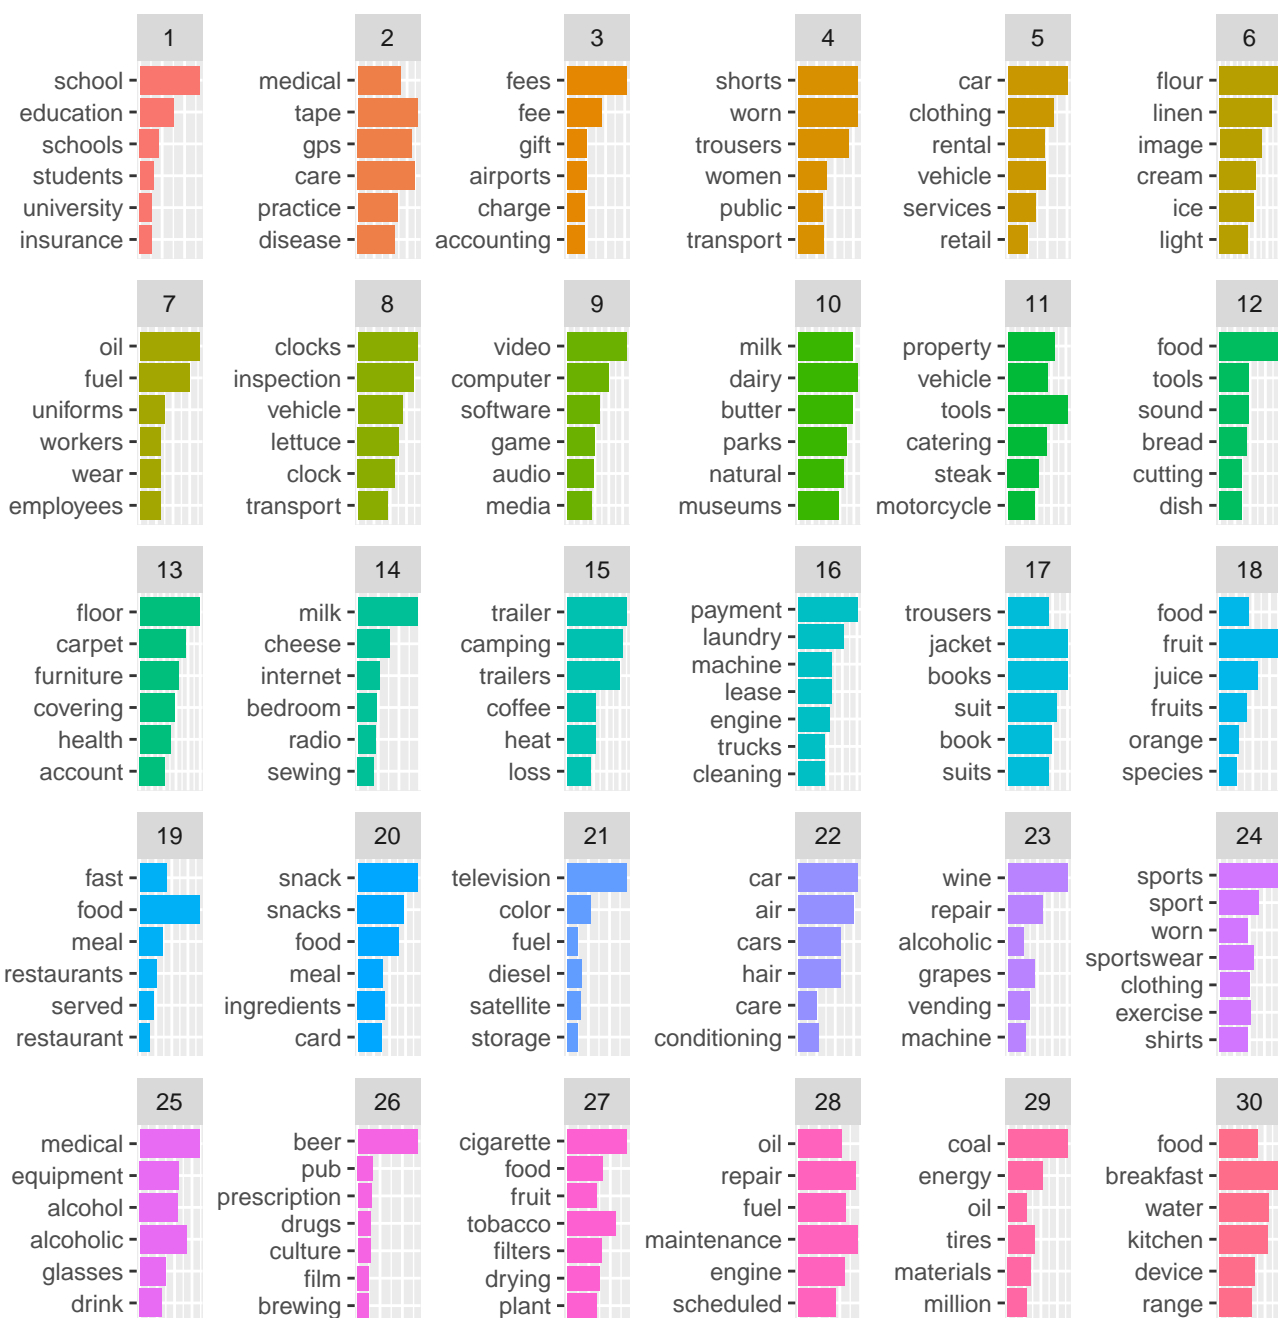 1
school
education
schools
students
university
insurance
2
medical
tape
gps
care
practice
disease
3
fees
fee
gift
airports
charge
accounting
4
shorts
worn
trousers
women
public
transport
5
car
clothing
rental
vehicle
services
retail
6
flour
linen
image
cream
ice
light
7
oil
fuel
uniforms
workers
wear
employees
8
clocks
inspection
vehicle
lettuce
clock
transport
9
video
computer
software
game
audio
media
10
milk
dairy
butter
parks
natural
museums
11
property
vehicle
tools
catering
steak
motorcycle
12
food
tools
sound
bread
cutting
dish
13
floor
carpet
furniture
covering
health
account
14
milk
cheese
internet
bedroom
radio
sewing
15
trailer
camping
trailers
coffee
heat
loss
16
payment
laundry
machine
lease
engine
trucks
cleaning
17
trousers
jacket
books
suit
book
suits
18
food
fruit
juice
fruits
orange
species
19
fast
food
meal
restaurants
served
restaurant
20
snack
snacks
food
meal
ingredients
card
21
television
color
fuel
diesel
satellite
storage
22
car
air
cars
hair
care
conditioning
23
wine
repair
alcoholic
grapes
vending
machine
24
sports
sport
worn
sportswear
clothing
exercise
shirts
25
medical
equipment
alcohol
alcoholic
glasses
drink
26
beer
pub
prescription
drugs
culture
film
brewing
27
cigarette
food
fruit
tobacco
filters
drying
plant
28
oil
repair
fuel
maintenance
engine
scheduled
29
coal
energy
oil
tires
materials
million
30
food
breakfast
water
kitchen
device
range